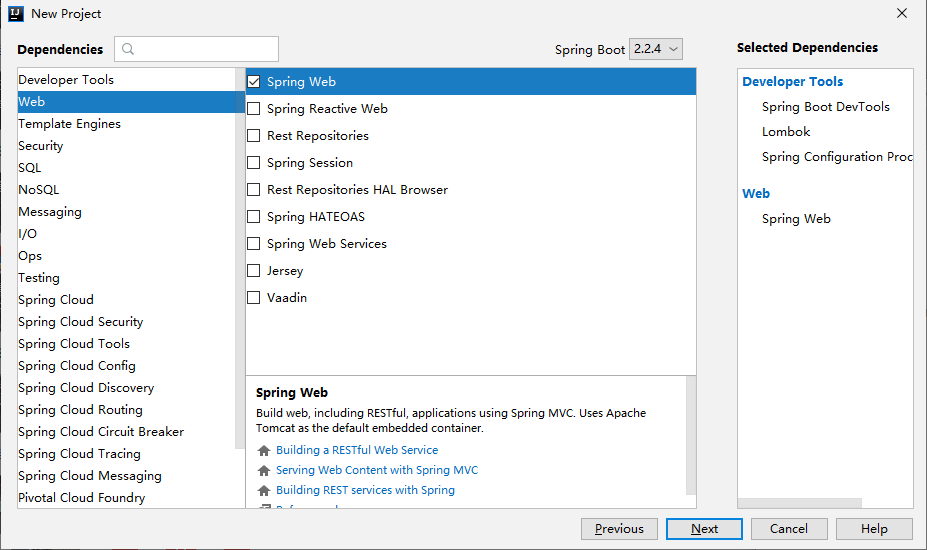 New Project
Dependencies
Spring Boot 2.2.4
Selected Dependencies
Developer Tools
Web
Template Engines
Security
SQL
NoSQL
Messaging
I/O
Ops
Testing
Spring Cloud
Spring Cloud Security
Spring Cloud Tools
Spring Cloud Config
Spring Cloud Discovery
Spring Cloud Routing
Spring Cloud Circuit Breaker
Spring Cloud Tracing
Spring Cloud Messaging
Pivotal Cloud Foundry
Spring Web
Spring Reactive Web
Rest Repositories
Spring Session
Rest Repositories HAL Browser
Spring HATEOAS
Spring Web Services
Jersey
Vaadin
Spring Web
Build web, including RESTful, applications using Spring MVC. Uses Apache
Tomcat as the default embedded container.
Building a RESTful Web Service
Serving Web Content with Spring MVC
Building REST services with Spring
Developer Tools
Spring Boot DevTools
Lombok
Spring Configuration Proc
Web
Spring Web
Previous
Next
Cancel
Help